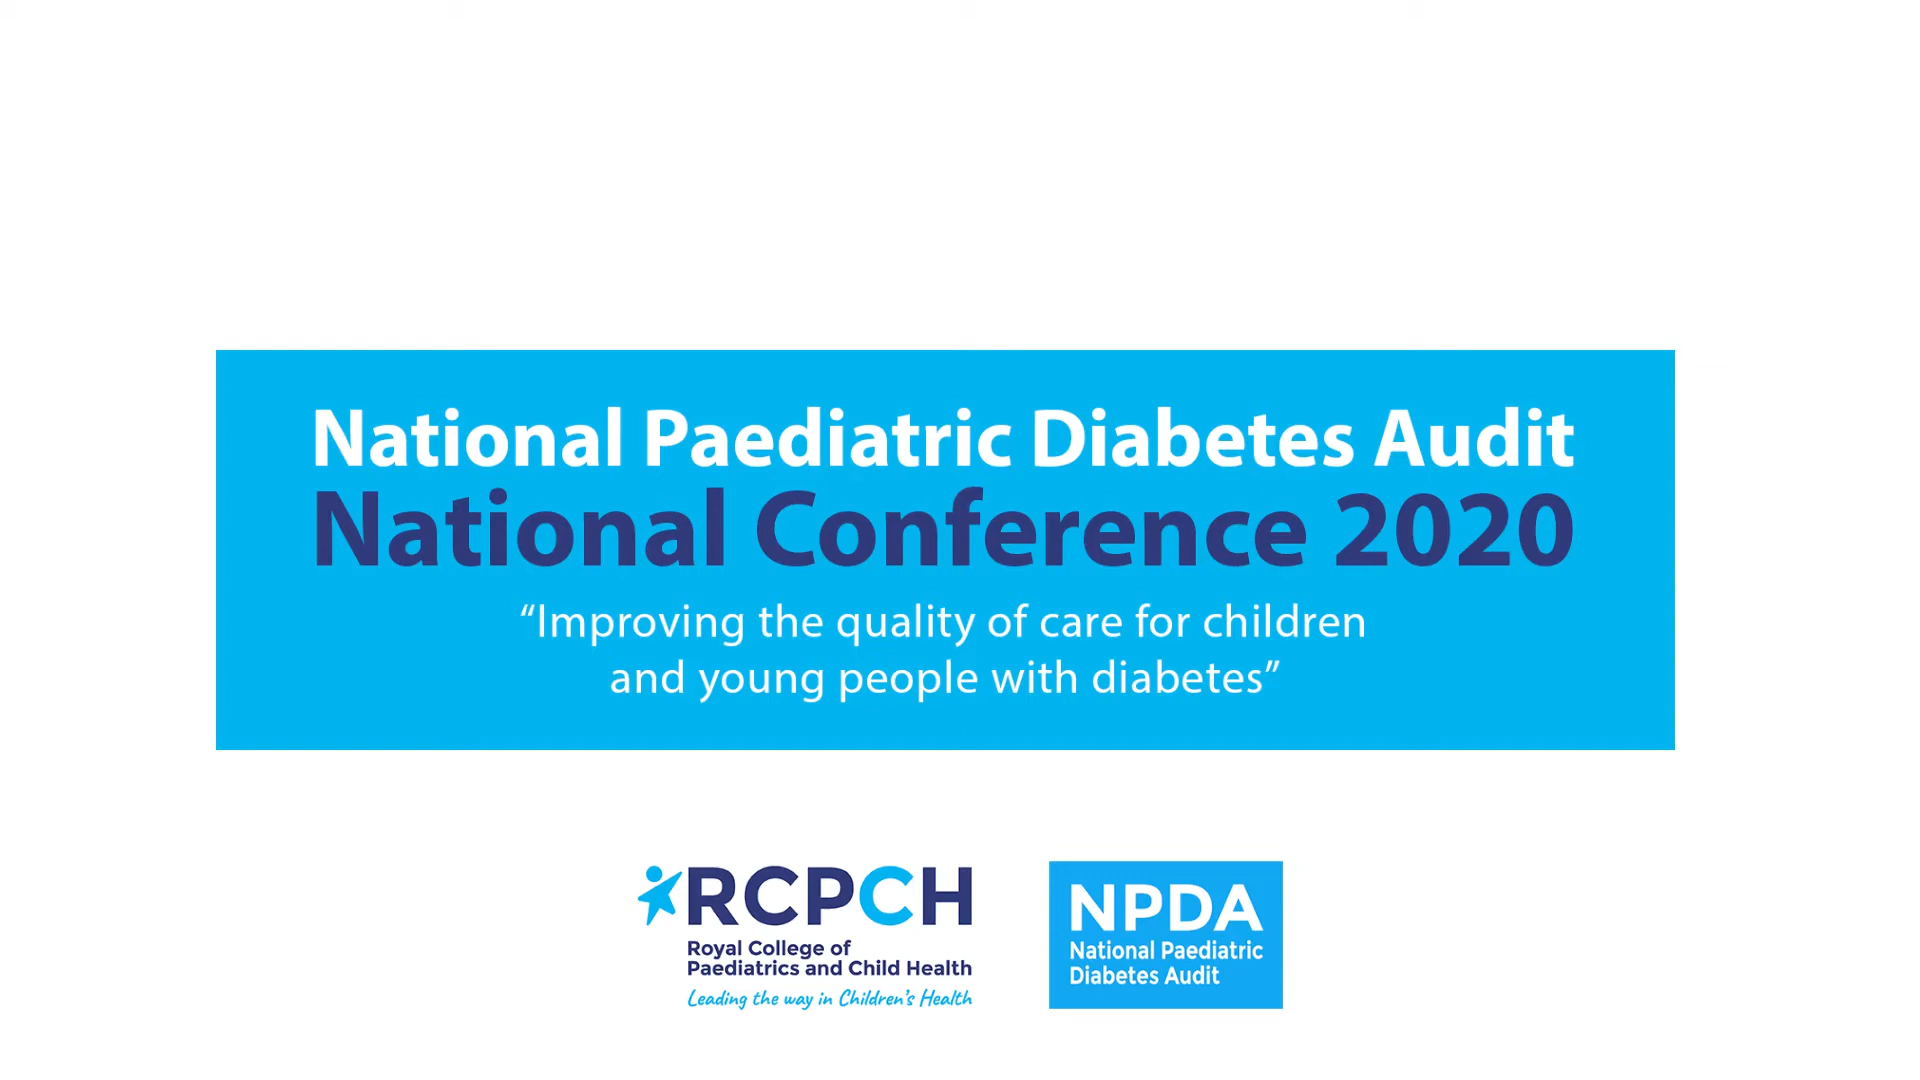 National Paediatric Diabetes Audit
National Conference 2020
“Improving the quality of care for children
and young people with diabetes”
RCPCH
Royal College of
Paediatrics and Child Health
Leading the way in Children’s Health
NPDA
National Paediatric
Diabetes Audit